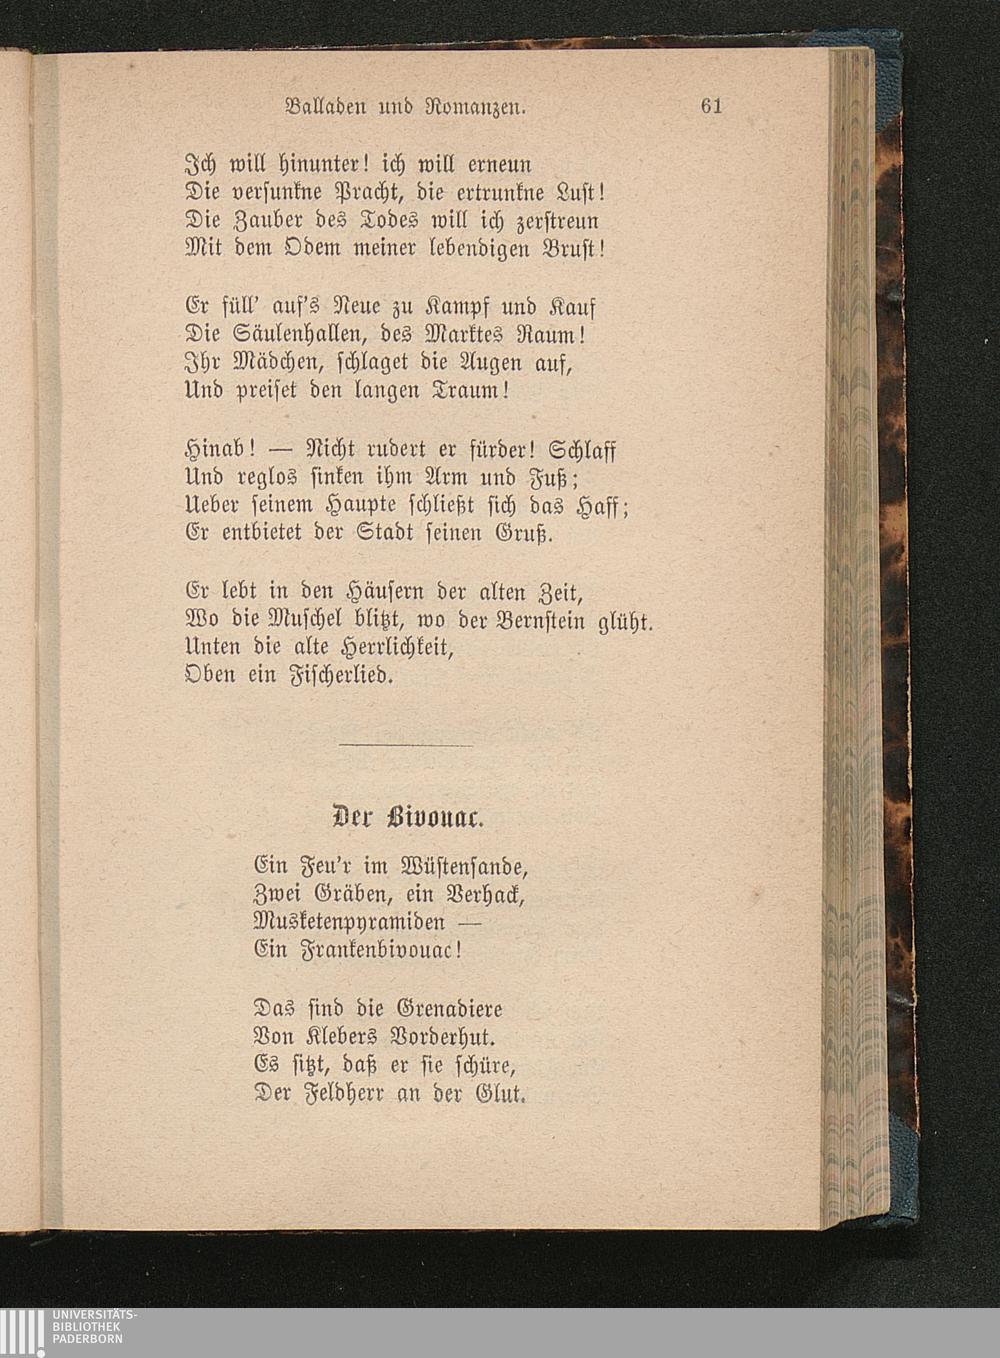 Balladen und Romanzen. 61
Ich will hinunter! ich will erneun
Die versunkne Pracht, die ertrunkne Lust!
Die Zauber des Todes will ich zerstreun
Mit dem Odem meiner lebendigen Brust!
Er füll' auf's Neue zu Kampf und Kauf
Die Säulenhallen, des Marktes Raum!
Ihr Mädchen, schlaget die Augen auf,
Und preiset den langen Traum!
Hinab! — Nicht rudert er fürder! Schlaff
Und reglos sinken ihm Arm und Fuß;
Ueber seinem Haupte schließt sich das Haff;
Er entbietet der Stadt seinen Gruß.
Er lebt in den Häusern der alten Zeit,
Wo die Muschel blitzt, wo der Bernstein glüht.
Unten die alte Herrlichkeit,
Oben ein Fischerlied.
Der Bivouac.
Ein Feu'r im Wüstensande,
Zwei Gräben, ein Verhack,
Musketenpyramiden —
Ein Frankenbivouac!
Das sind die Grenadiere
Von Klebers Vorderhut.
Es sitzt, daß er sie schüre,
Der Feldherr an der Glut.
UNIVERSITÄTS-
BIBLIOTHEK
PADERBORN